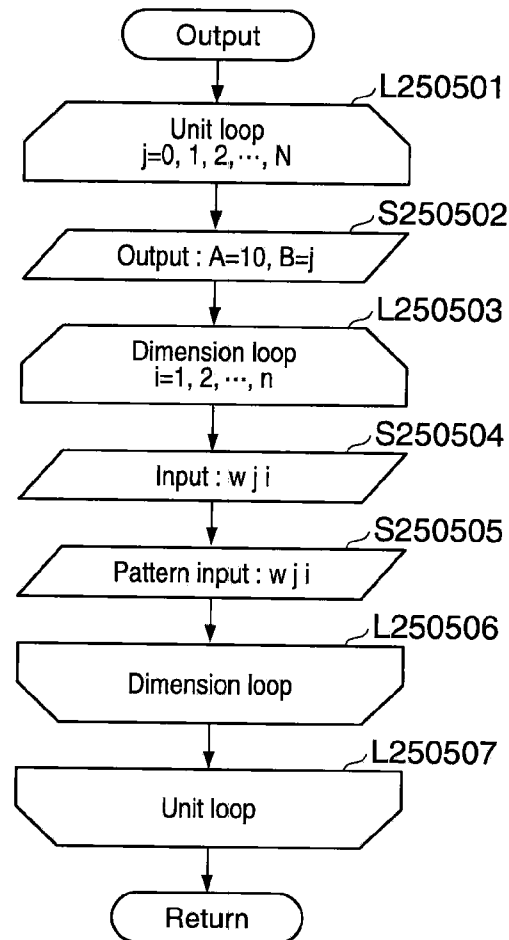 Output
L250501
Unit loop
j=0, 1, 2,⋯, N
S250502
Output : A=10, B=j
L250503
Dimension loop
i=1, 2, ⋯, n
S250504
Input : w j i
S250505
Pattern input : w j i
L250506
Dimension loop
L250507
Unit loop
Return